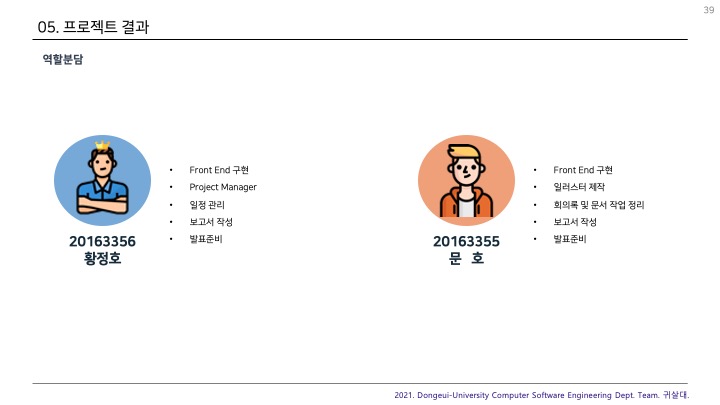 39
05. 프로젝트 결과
역할분담
• Front End 구현
• Project Manager
• 일정 관리
• 보고서 작성
• 발표준비
20163356
황정호
• Front End 구현
• 일러스터 제작
• 회의록 및 문서 작업 정리
• 보고서 작성
• 발표준비
20163355
문 호
2021. Dongeui-University Computer Software Engineering Dept. Team. 귀살대.